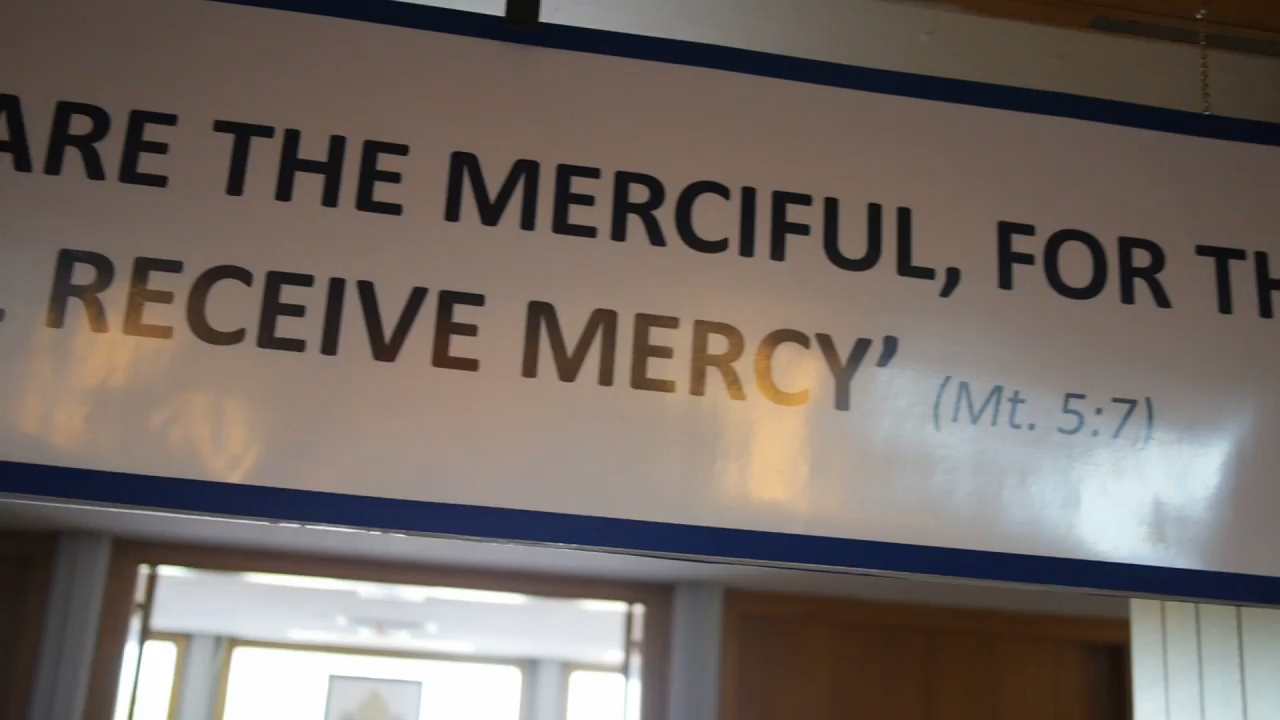 ARE THE MERCIFUL, FOR TH
. RECEIVE MERCY’ (Mt. 5:7)